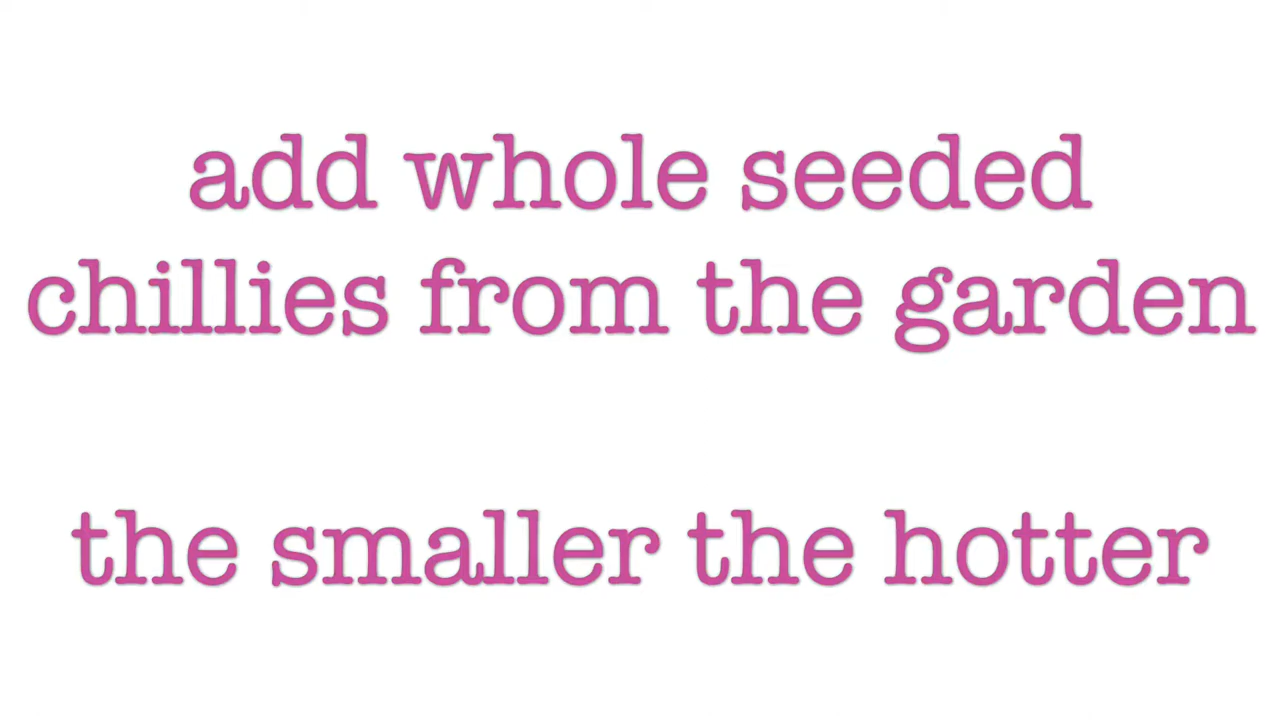 add whole seeded
chillies from the garden
the smaller the hotter